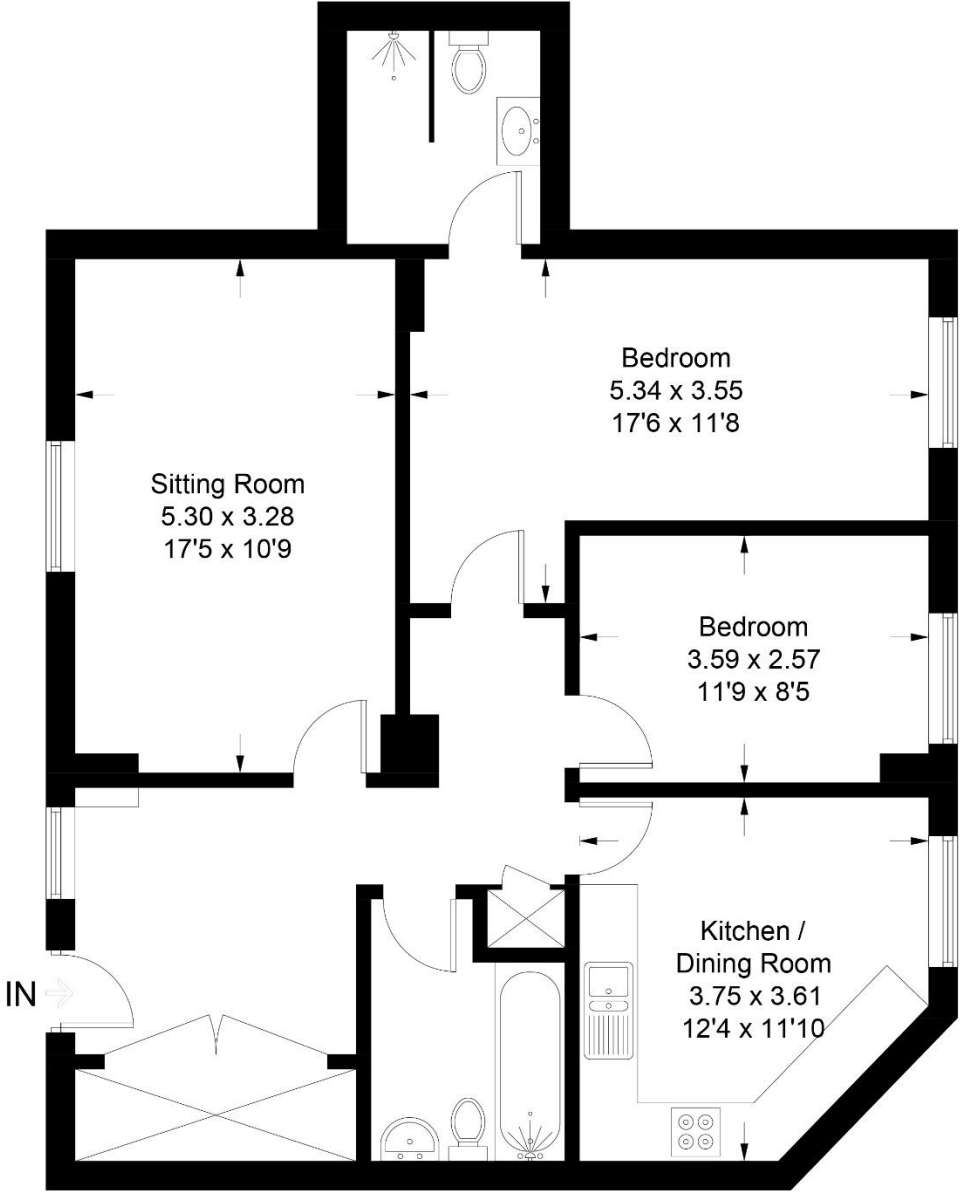 Bedroom
5.34 x 3.55
17'6 x 11'8
Sitting Room
5.30 x 3.28
17'5 x 10'9
Bedroom
3.59 x 2.57
11'9 x 8'5
Kitchen /
Dining Room
3.75 x 3.61
12'4 x 11'10
IN